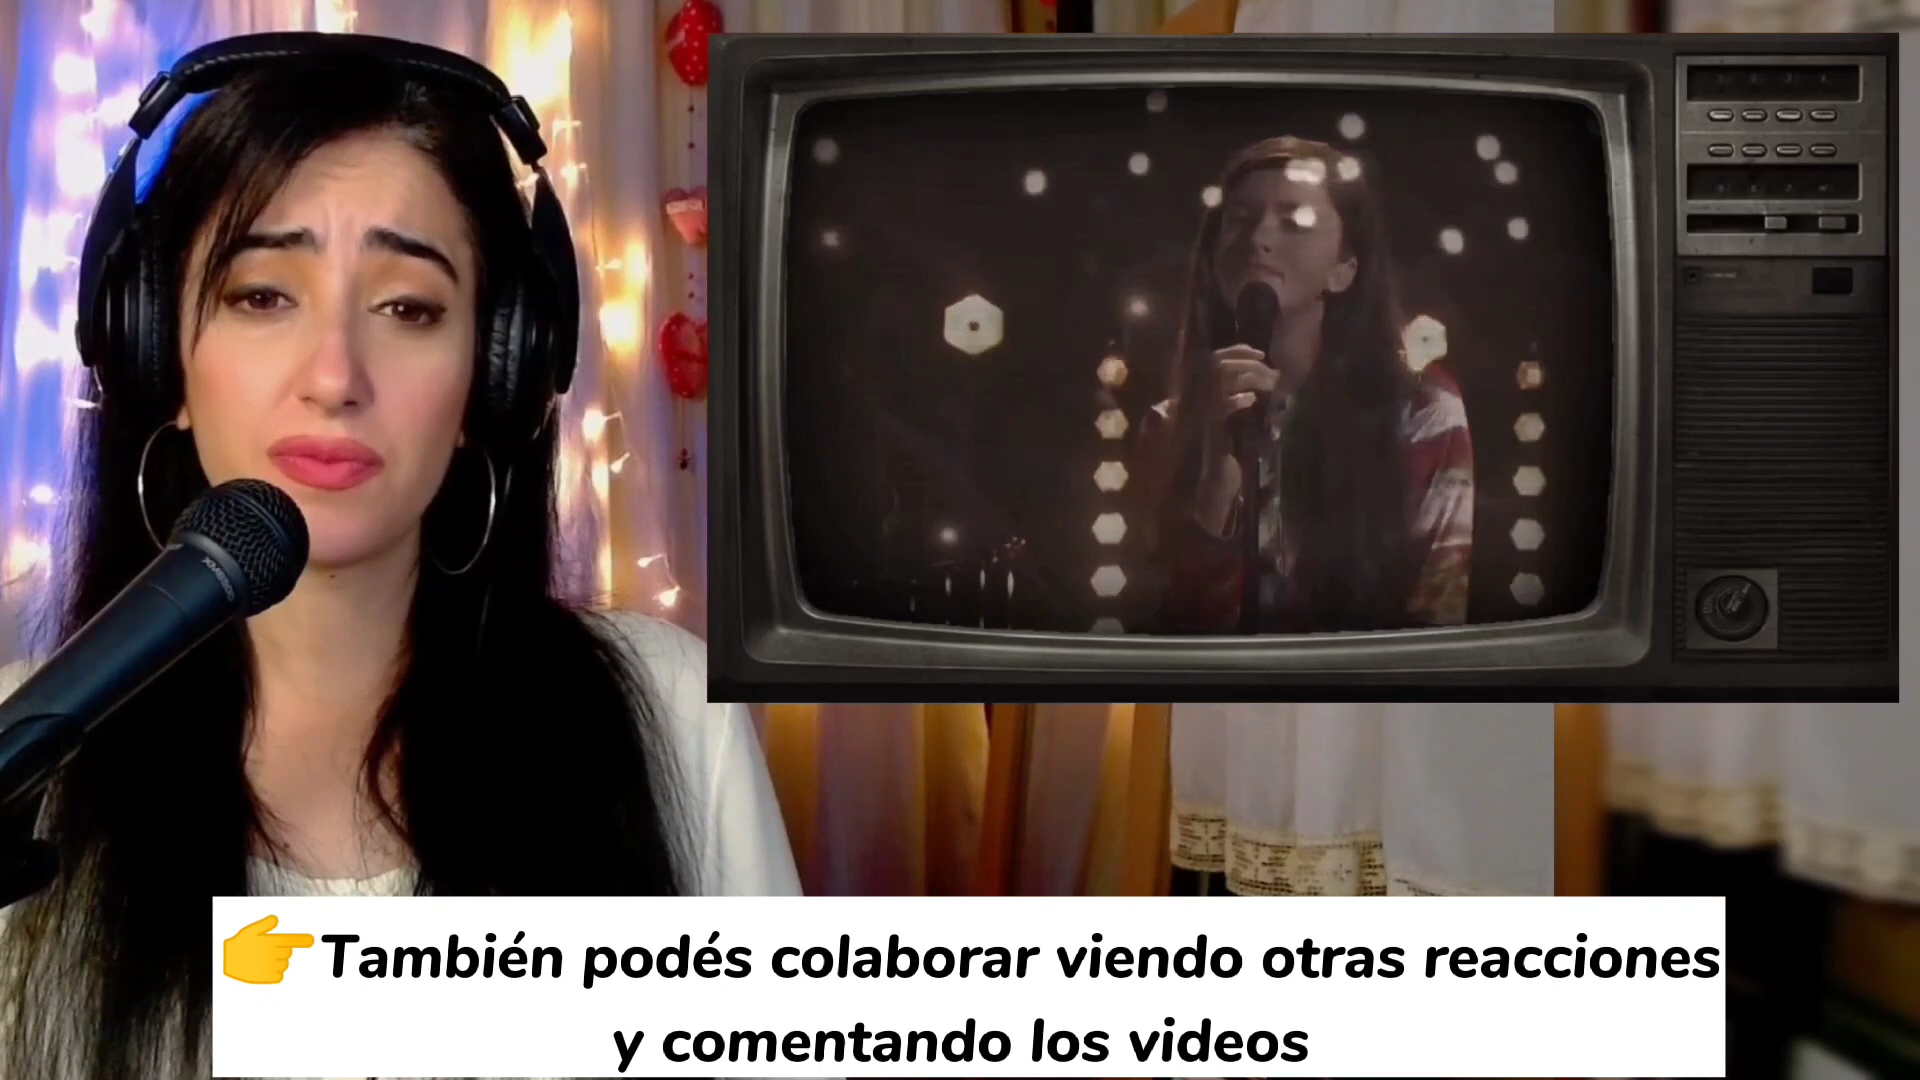 👉También podés colaborar viendo otras reacciones
y comentando los videos